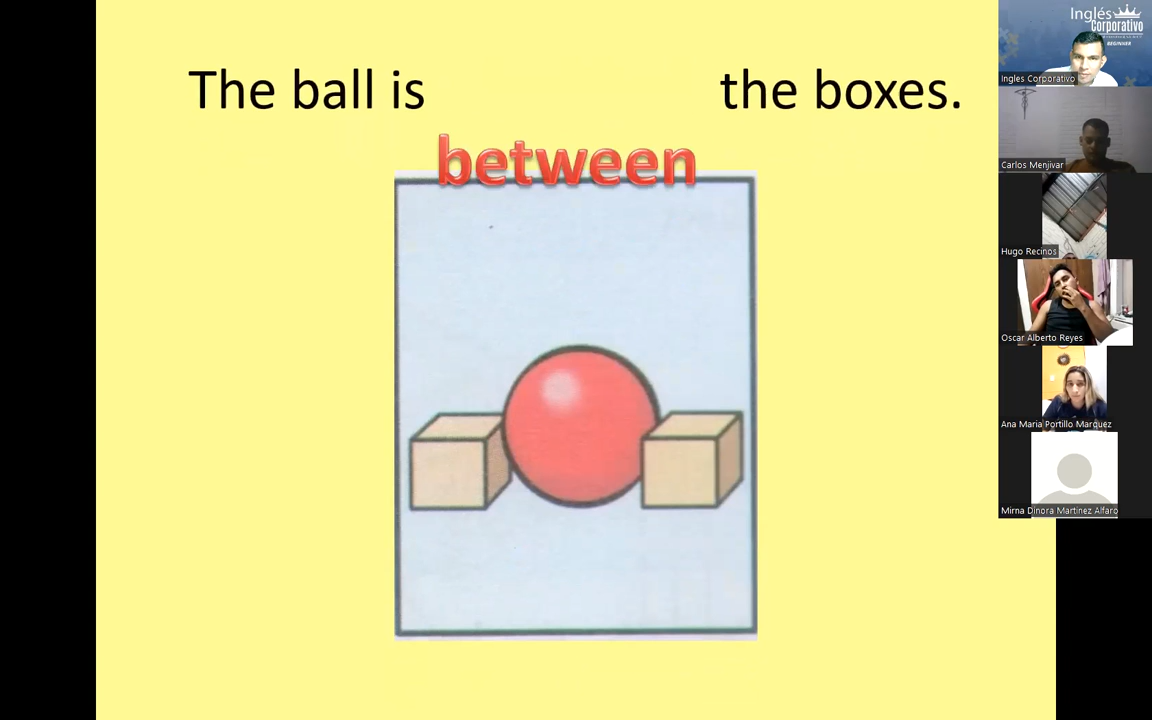 The ball is the boxes.
between
Inglés
Corporativo
BEGINNER
Ingles Corporativo
Carlos Menjivar
Hugo Recinos
Oscar Alberto Reyes
Ana Maria Portillo Marquez
Mirna Dinora Martinez Alfaro